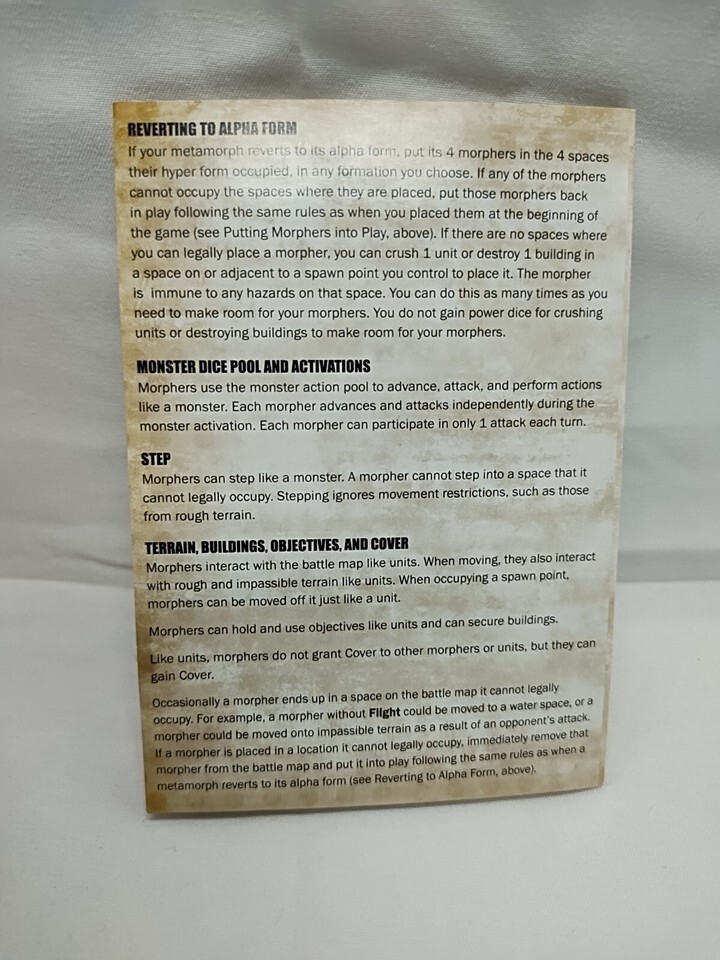 REVERTING TO ALPHA FORM
If your metamorph reverts to its alpha form, put its 4 morphers in the 4 spaces
their hyper form occupied, in any formation you choose. If any of the morphers
cannot occupy the spaces where they are placed, put those morphers back
in play following the same rules as when you placed them at the beginning of
the game (see Putting Morphers into Play, above). If there are no spaces where
you can legally place a morpher, you can crush 1 unit or destroy 1 building in
a space on or adjacent to a spawn point you control to place it. The morpher
is immune to any hazards on that space. You can do this as many times as you
need to make room for your morphers. You do not gain power dice for crushing
units or destroying buildings to make room for your morphers.
MONSTER DICE POOL AND ACTIVATIONS
Morphers use the monster action pool to advance, attack, and perform actions
like a monster. Each morpher advances and attacks independently during the
monster activation. Each morpher can participate in only 1 attack each turn.
STEP
Morphers can step like a monster. A morpher cannot step into a space that it
cannot legally occupy. Stepping ignores movement restrictions, such as those
from rough terrain.
TERRAIN, BUILDINGS, OBJECTIVES, AND COVER
Morphers interact with the battle map like units. When moving, they also interact
with rough and impassible terrain like units. When occupying a spawn point,
morphers can be moved off it just like a unit.
Morphers can hold and use objectives like units and can secure buildings.
Like units, morphers do not grant Cover to other morphers or units, but they can
gain Cover.
Occasionally a morpher ends up in a space on the battle map it cannot legally
occupy. For example, a morpher without Flight could be moved to a water space, or a
morpher could be moved onto impassible terrain as a result of an opponent's attack.
If a morpher is placed in a location it cannot legally occupy, immediately remove that
morpher from the battle map and put it into play following the same rules as when a
metamorph reverts to its alpha form (see Reverting to Alpha Form, above).